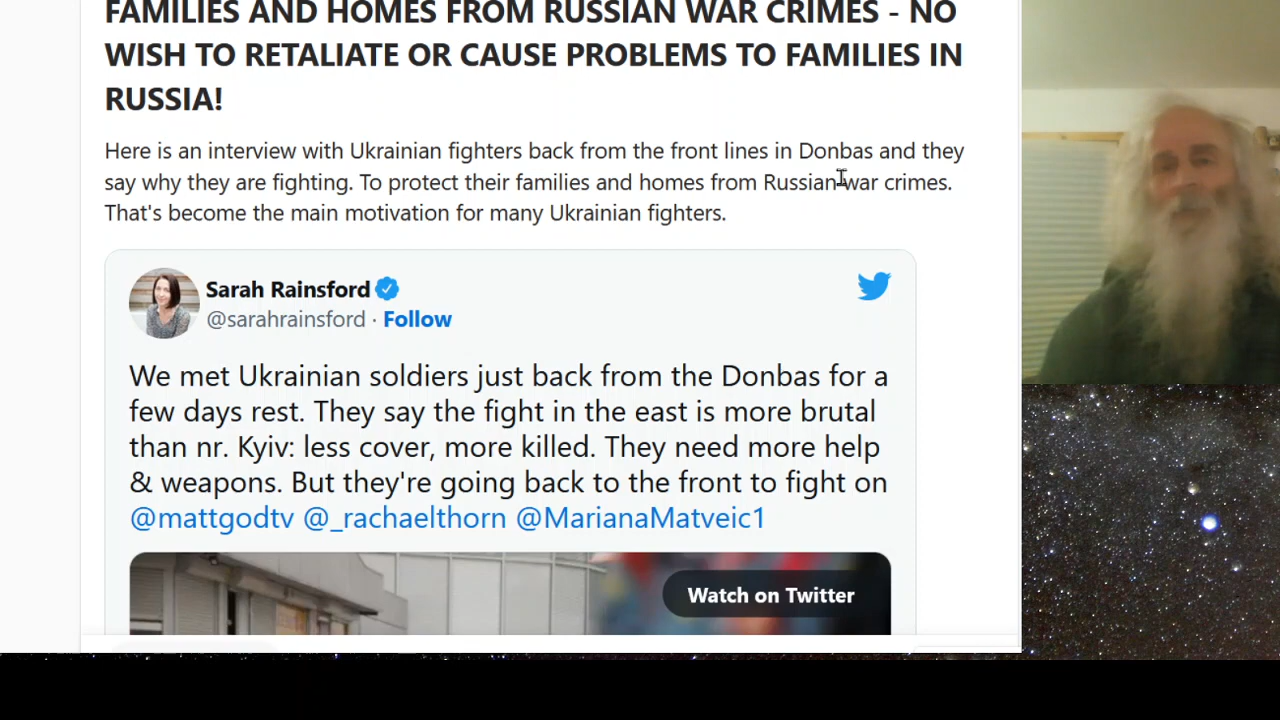 FAMILIES AND HOMES FROM RUSSIAN WAR CRIMES - NO
WISH TO RETALIATE OR CAUSE PROBLEMS TO FAMILIES IN
RUSSIA!
Here is an interview with Ukrainian fighters back from the front lines in Donbas and they
say why they are fighting. To protect their families and homes from Russian war crimes.
That's become the main motivation for many Ukrainian fighters.
Sarah Rainsford
@sarahrainsford · Follow
We met Ukrainian soldiers just back from the Donbas for a
few days rest. They say the fight in the east is more brutal
than nr. Kyiv: less cover, more killed. They need more help
& weapons. But they're going back to the front to fight on
@mattgodtv @_rachaelthorn @MarianaMatveic1
Watch on Twitter